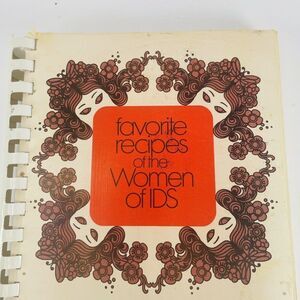 favorite
recipes
of the
Women
of IDS